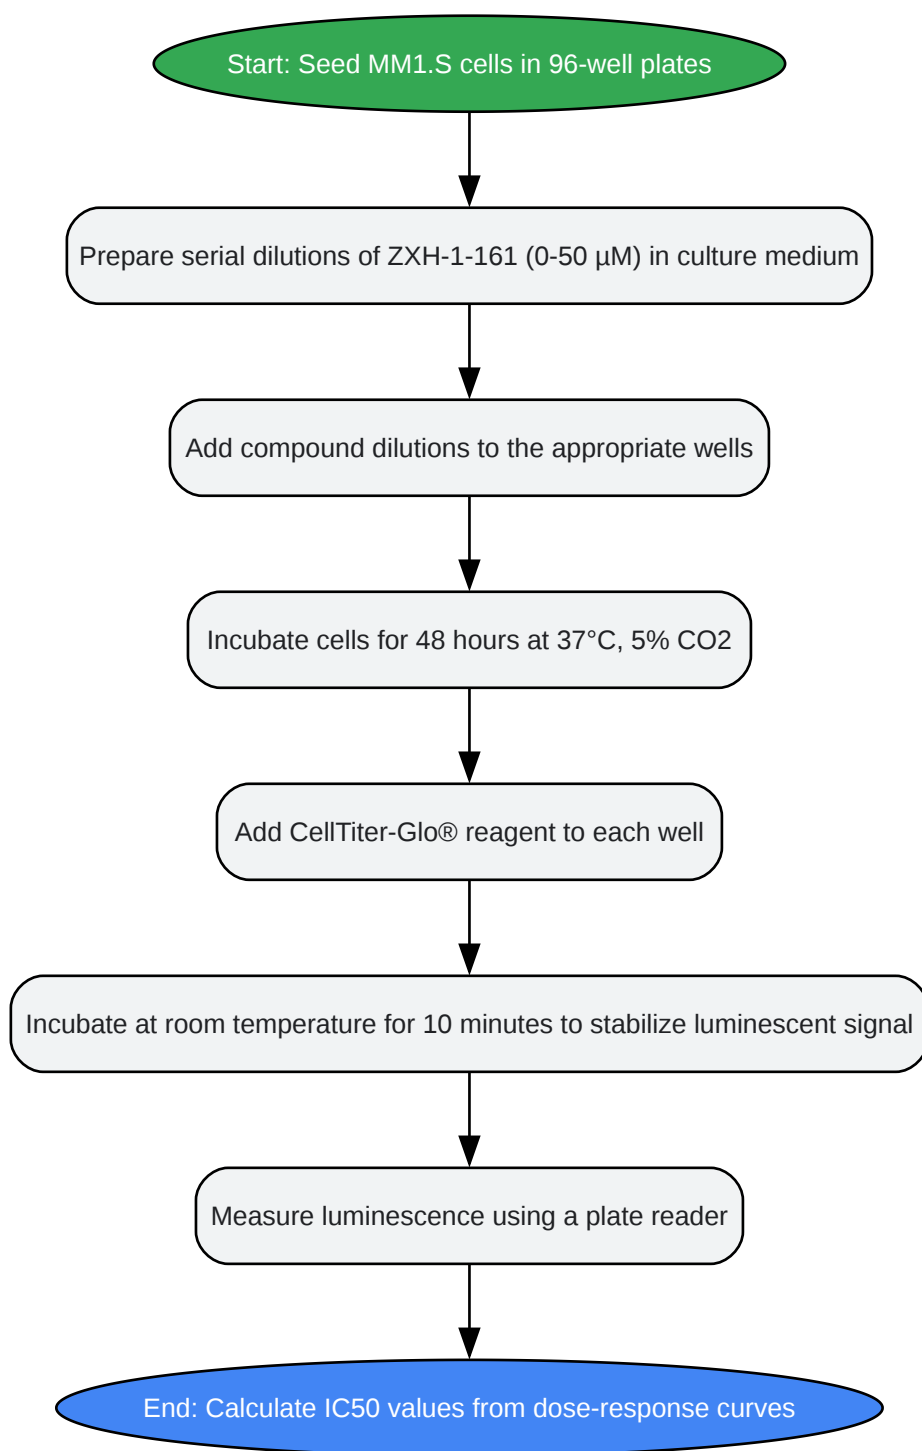 Start: Seed MM1.S cells in 96-well plates
Prepare serial dilutions of ZXH-1-161 (0-50 µM) in culture medium
Add compound dilutions to the appropriate wells
Incubate cells for 48 hours at 37°C, 5% CO2
Add CellTiter-Glo® reagent to each well
Incubate at room temperature for 10 minutes to stabilize luminescent signal
Measure luminescence using a plate reader
End: Calculate IC50 values from dose-response curves